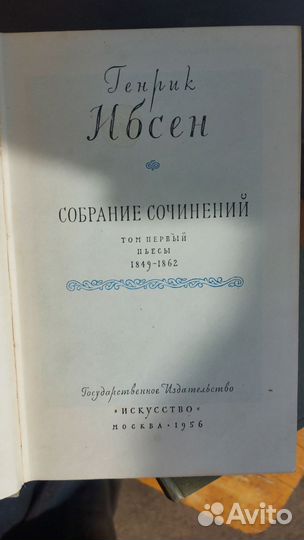 Генрик
Ибсен
СОБРАНИЕ СОЧИНЕНИЙ
ТОМ ПЕРВЫЙ
ПЬЕСЫ
1849–1862
Государственное Издательство
«ИСКУССТВО»
МОСКВА • 1956
Avito